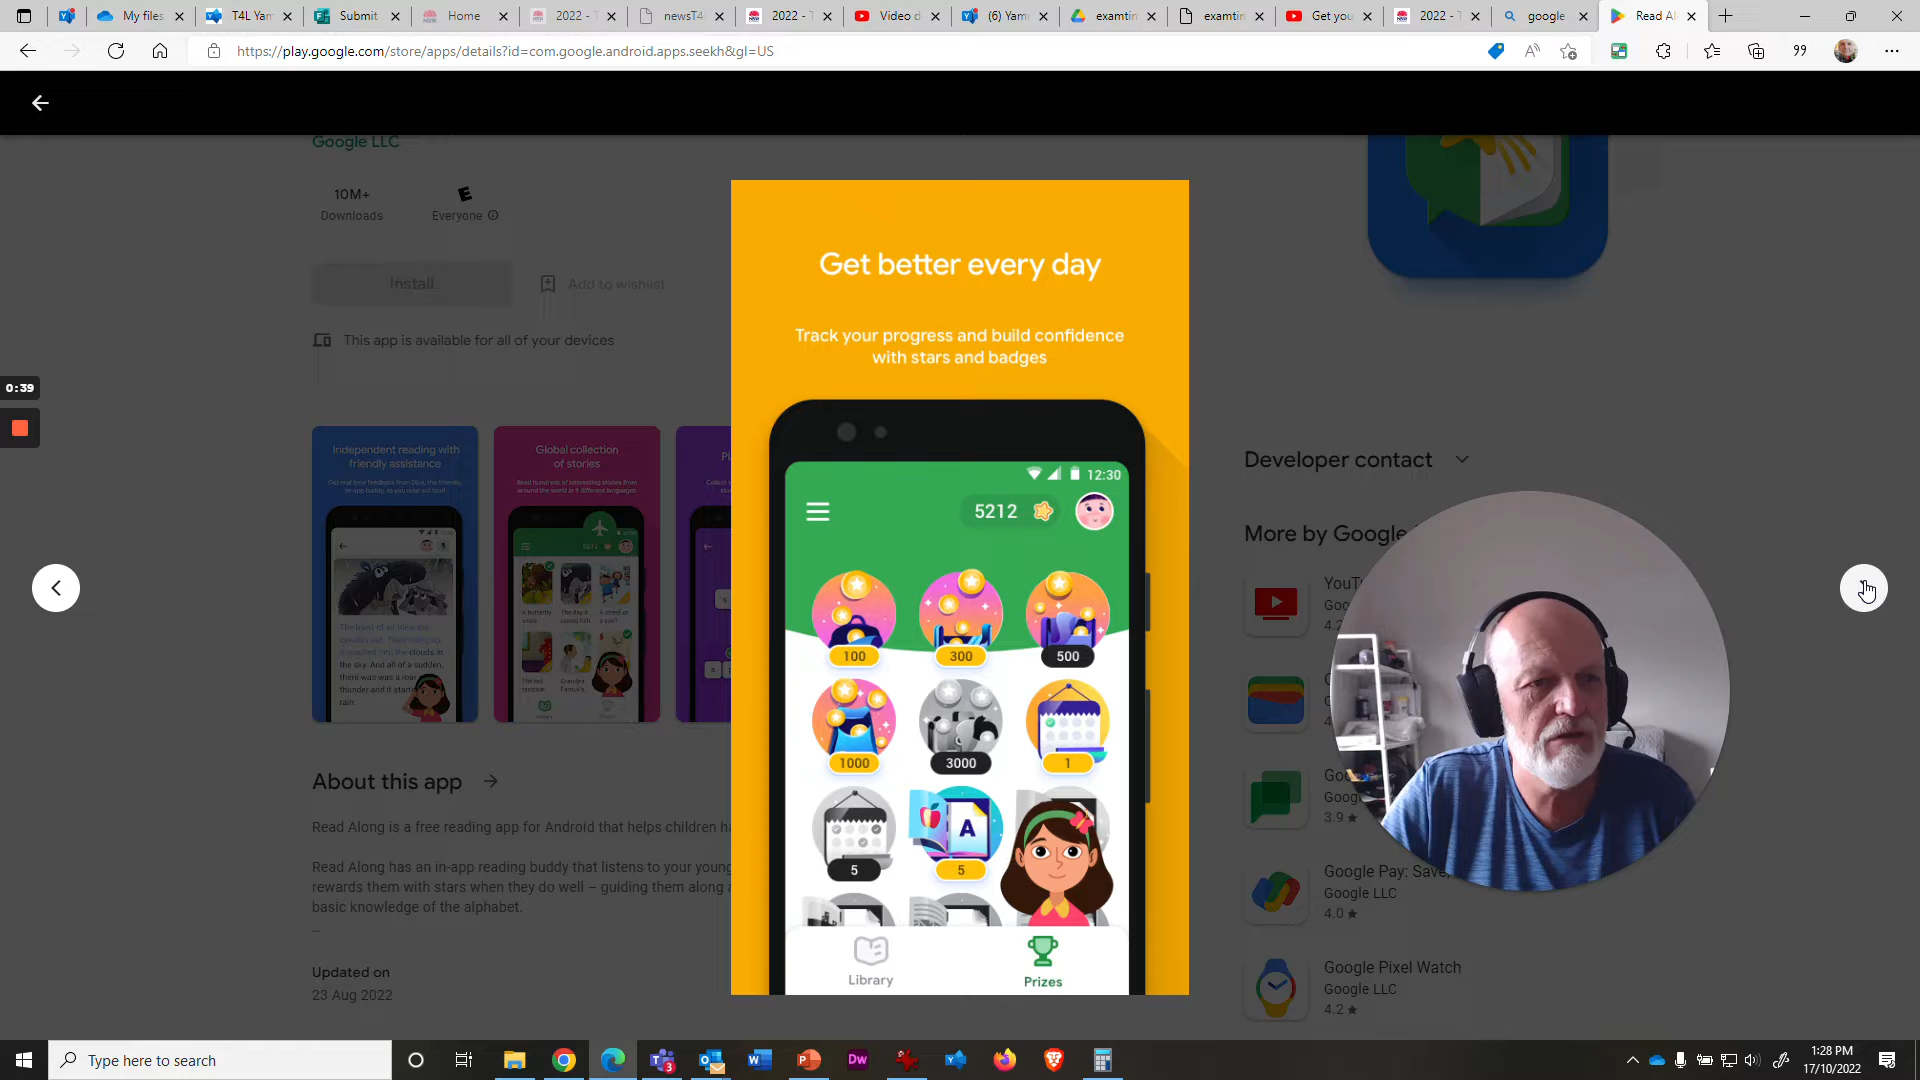 My files
T4L Yam
Submit
Home
2022 - T
newsT4
2022 - T
Video d
(6) Yam
examtin
examtin
Get you
2022 - T
google
Read Al
https://play.google.com/store/apps/details?id=com.google.android.apps.seekh&gl=US
Google LLC
10M+
Downloads
Everyone
Install
Add to wishlist
This app is available for all of your devices
0:39
Independent reading with
friendly assistance
Global collection
of stories
Get better every day
Track your progress and build confidence
with stars and badges
12:30
5212
100
300
500
1000
3000
1
5
5
Library
Prizes
Developer contact
More by Google
YouTu
Goo
4.2
Goo
Goog
3.9 ★
Google Pay: Save,
Google LLC
4.0 ★
Google Pixel Watch
Google LLC
4.2 ★
About this app
Read Along is a free reading app for Android that helps children h
Read Along has an in-app reading buddy that listens to your young
rewards them with stars when they do well – guiding them along a
basic knowledge of the alphabet.
...
Updated on
23 Aug 2022
Type here to search
1:28 PM
17/10/2022